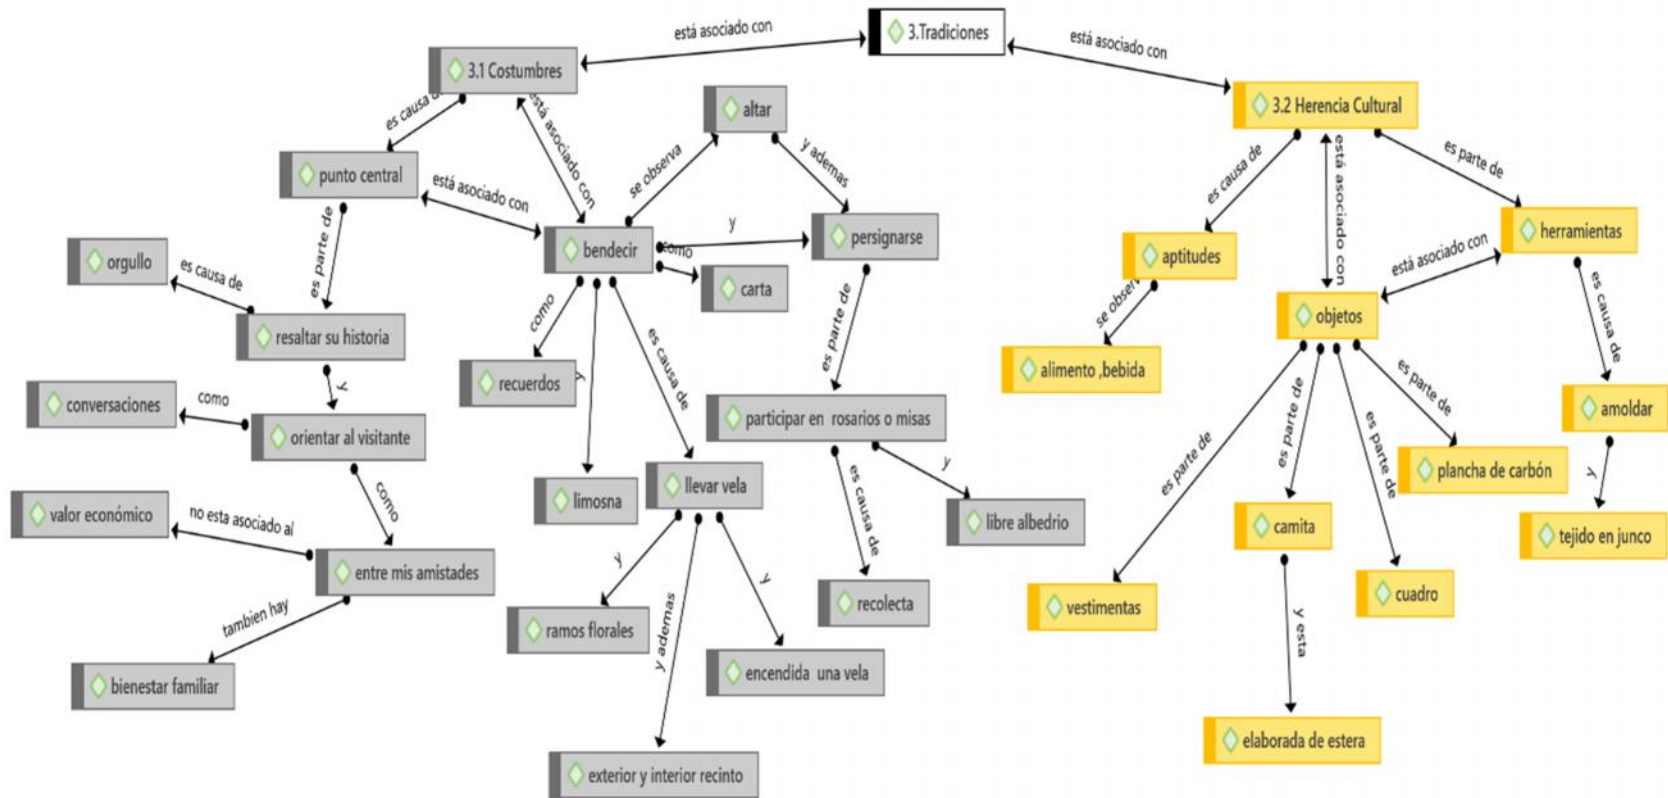 3.Tradiciones
está asociado con
está asociado con
3.1 Costumbres
3.2 Herencia Cultural
es causa de
está asociado con
altar
punto central
está asociado con
se observa
y ademas
es causa de
está asociado con
es parte de
es parte de
bendecir
y
persignarse
como
carta
aptitudes
herramientas
orgullo
es causa de
se observa
está asociado con
objetos
es causa de
resaltar su historia
como
y
es causa de
es parte de
recuerdos
alimento ,bebida
y
conversaciones
como
orientar al visitante
participar en rosarios o misas
amoldar
es parte de
es parte de
es parte de
es parte de
plancha de carbón
y
como
limosna
llevar vela
es causa de
y
libre albedrio
camita
tejido en junco
valor económico
no esta asociado al
entre mis amistades
y
y ademas
y
recolecta
vestimentas
cuadro
y esta
tambien hay
ramos florales
bienestar familiar
encendida una vela
elaborada de estera
exterior y interior recinto